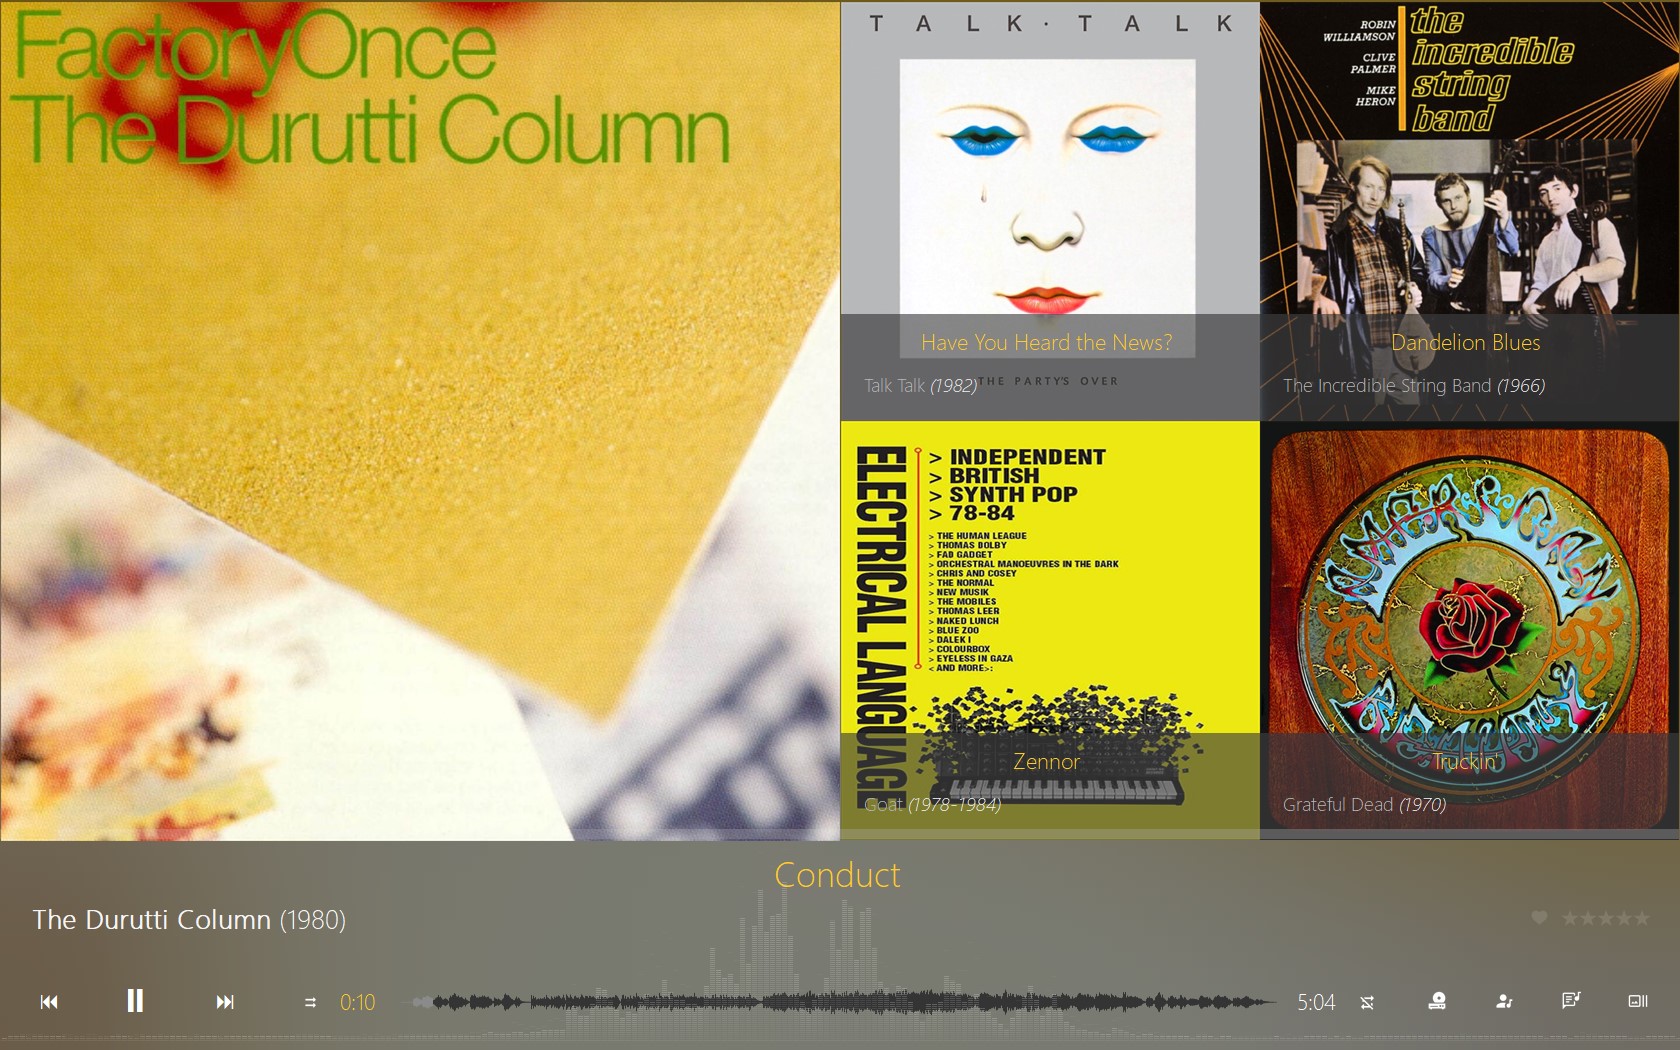 FactoryOnce
The Durutti Column
TALK·TALK
Have You Heard the News?
Talk Talk (1982)
THE PARTY'S OVER
ROBIN
WILLIAMSON
CLIVE
PALMER
MIKE
HERON
the
incredible
string
band
Dandelion Blues
The Incredible String Band (1966)
ELECTRICAL LANGUAGE
> INDEPENDENT
> BRITISH
> SYNTH POP
> 78-84
> THE HUMAN LEAGUE
> THOMAS DOLBY
> FAD GADGET
> ORCHESTRAL MANOEUVRES IN THE DARK
> CHRIS AND COSEY
> THE NORMAL
> NEW MUSIK
> THE MOBILES
> THOMAS LEER
> NAKED LUNCH
> BLUE ZOO
> DALEK I
> COLOURBOX
> EYELESS IN GAZA
< AND MORE>:
Zennor
Goat (1978-1984)
AMERICAN
BEAUTY
Truckin'
Grateful Dead (1970)
Conduct
The Durutti Column (1980)
0:10
5:04